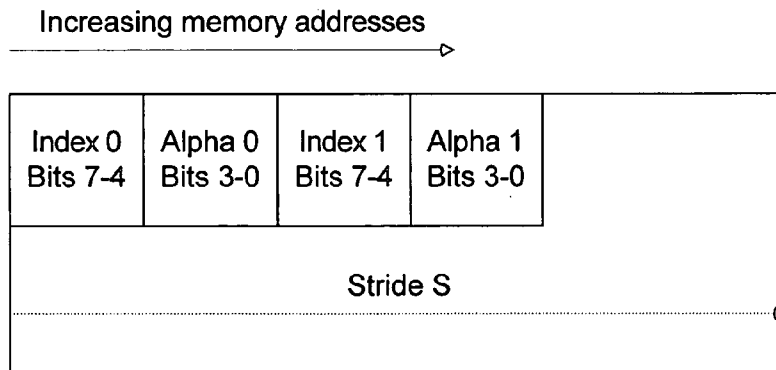 Increasing memory addresses
Index 0 Alpha 0 Index 1 Alpha 1
Bits 7-4 Bits 3-0 Bits 7-4 Bits 3-0
Stride S